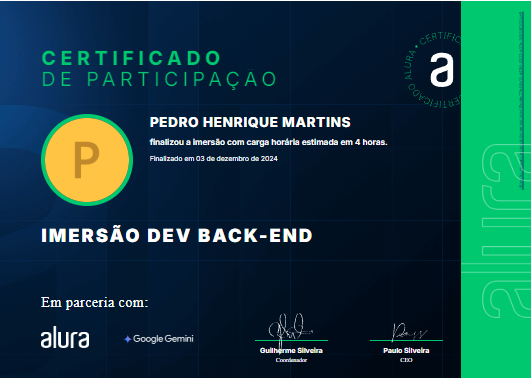 CERTIFICADO
DE PARTICIPAÇAO
CERTIFICADO ALURA • CERTIFIC
a
P
PEDRO HENRIQUE MARTINS
finalizou a imersão com carga horária estimada em 4 horas.
Finalizado em 03 de dezembro de 2024
IMERSÃO DEV BACK-END
Em parceria com:
alura
Google Gemini
Guilherme Silveira
Coordenador
Paulo Silveira
CEO
alura